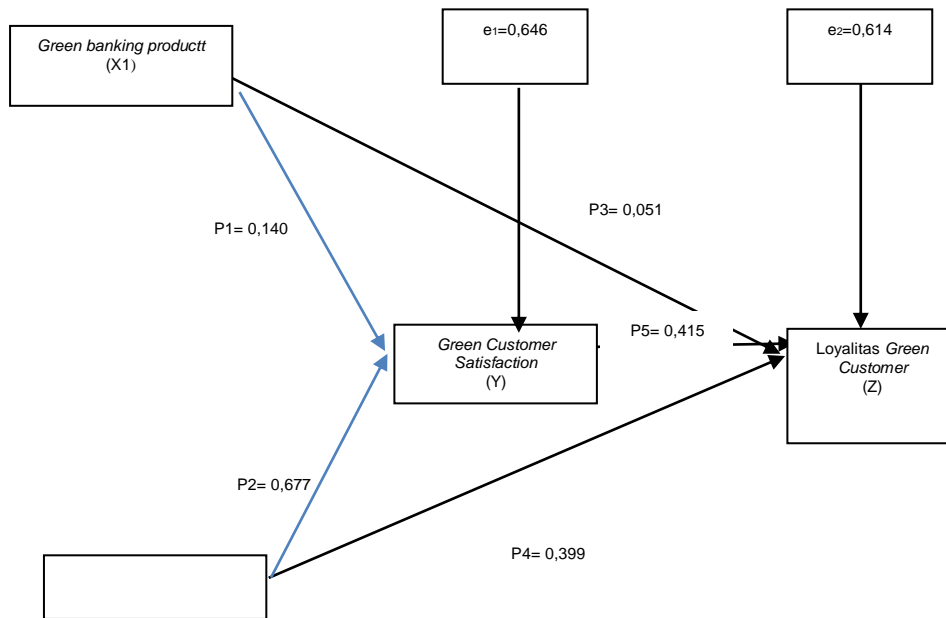 Green banking productt
(X1)
e1=0,646
e2=0,614
P3= 0,051
P1= 0,140
P5= 0,415
Green Customer
Satisfaction
(Y)
Loyalitas Green
Customer
(Z)
P2= 0,677
P4= 0,399